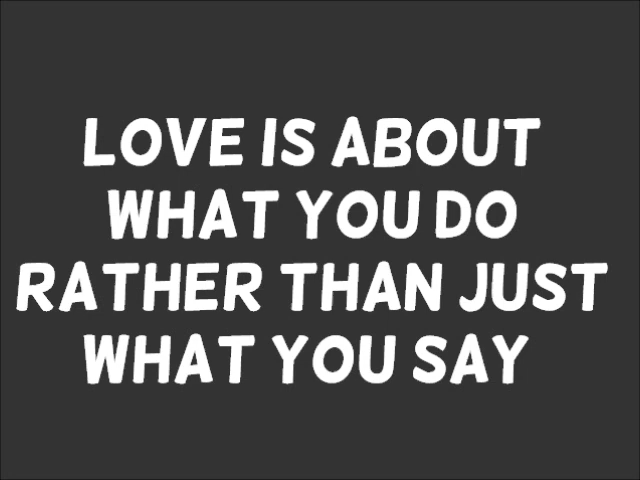 LOVE IS ABOUT
WHAT YOU DO
RATHER THAN JUST
WHAT YOU SAY